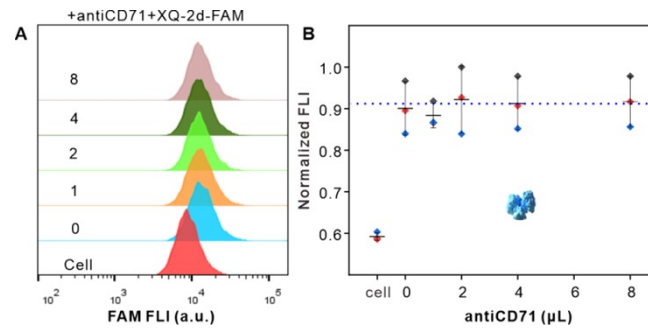 +antiCD71+XQ-2d-FAM
A
8
4
2
1
0
Cell
10² 10³ 10⁴ 10⁵
FAM FLI (a.u.)
B
Normalized FLI
1.0
0.9
0.8
0.7
0.6
cell 0 2 4 6 8
antiCD71 (µL)